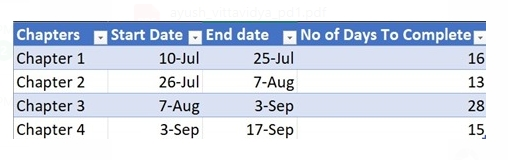 Chapters Start Date End date No of Days To Complete
Chapter 1 10-Jul 25-Jul 16
Chapter 2 26-Jul 7-Aug 13
Chapter 3 7-Aug 3-Sep 28
Chapter 4 3-Sep 17-Sep 15